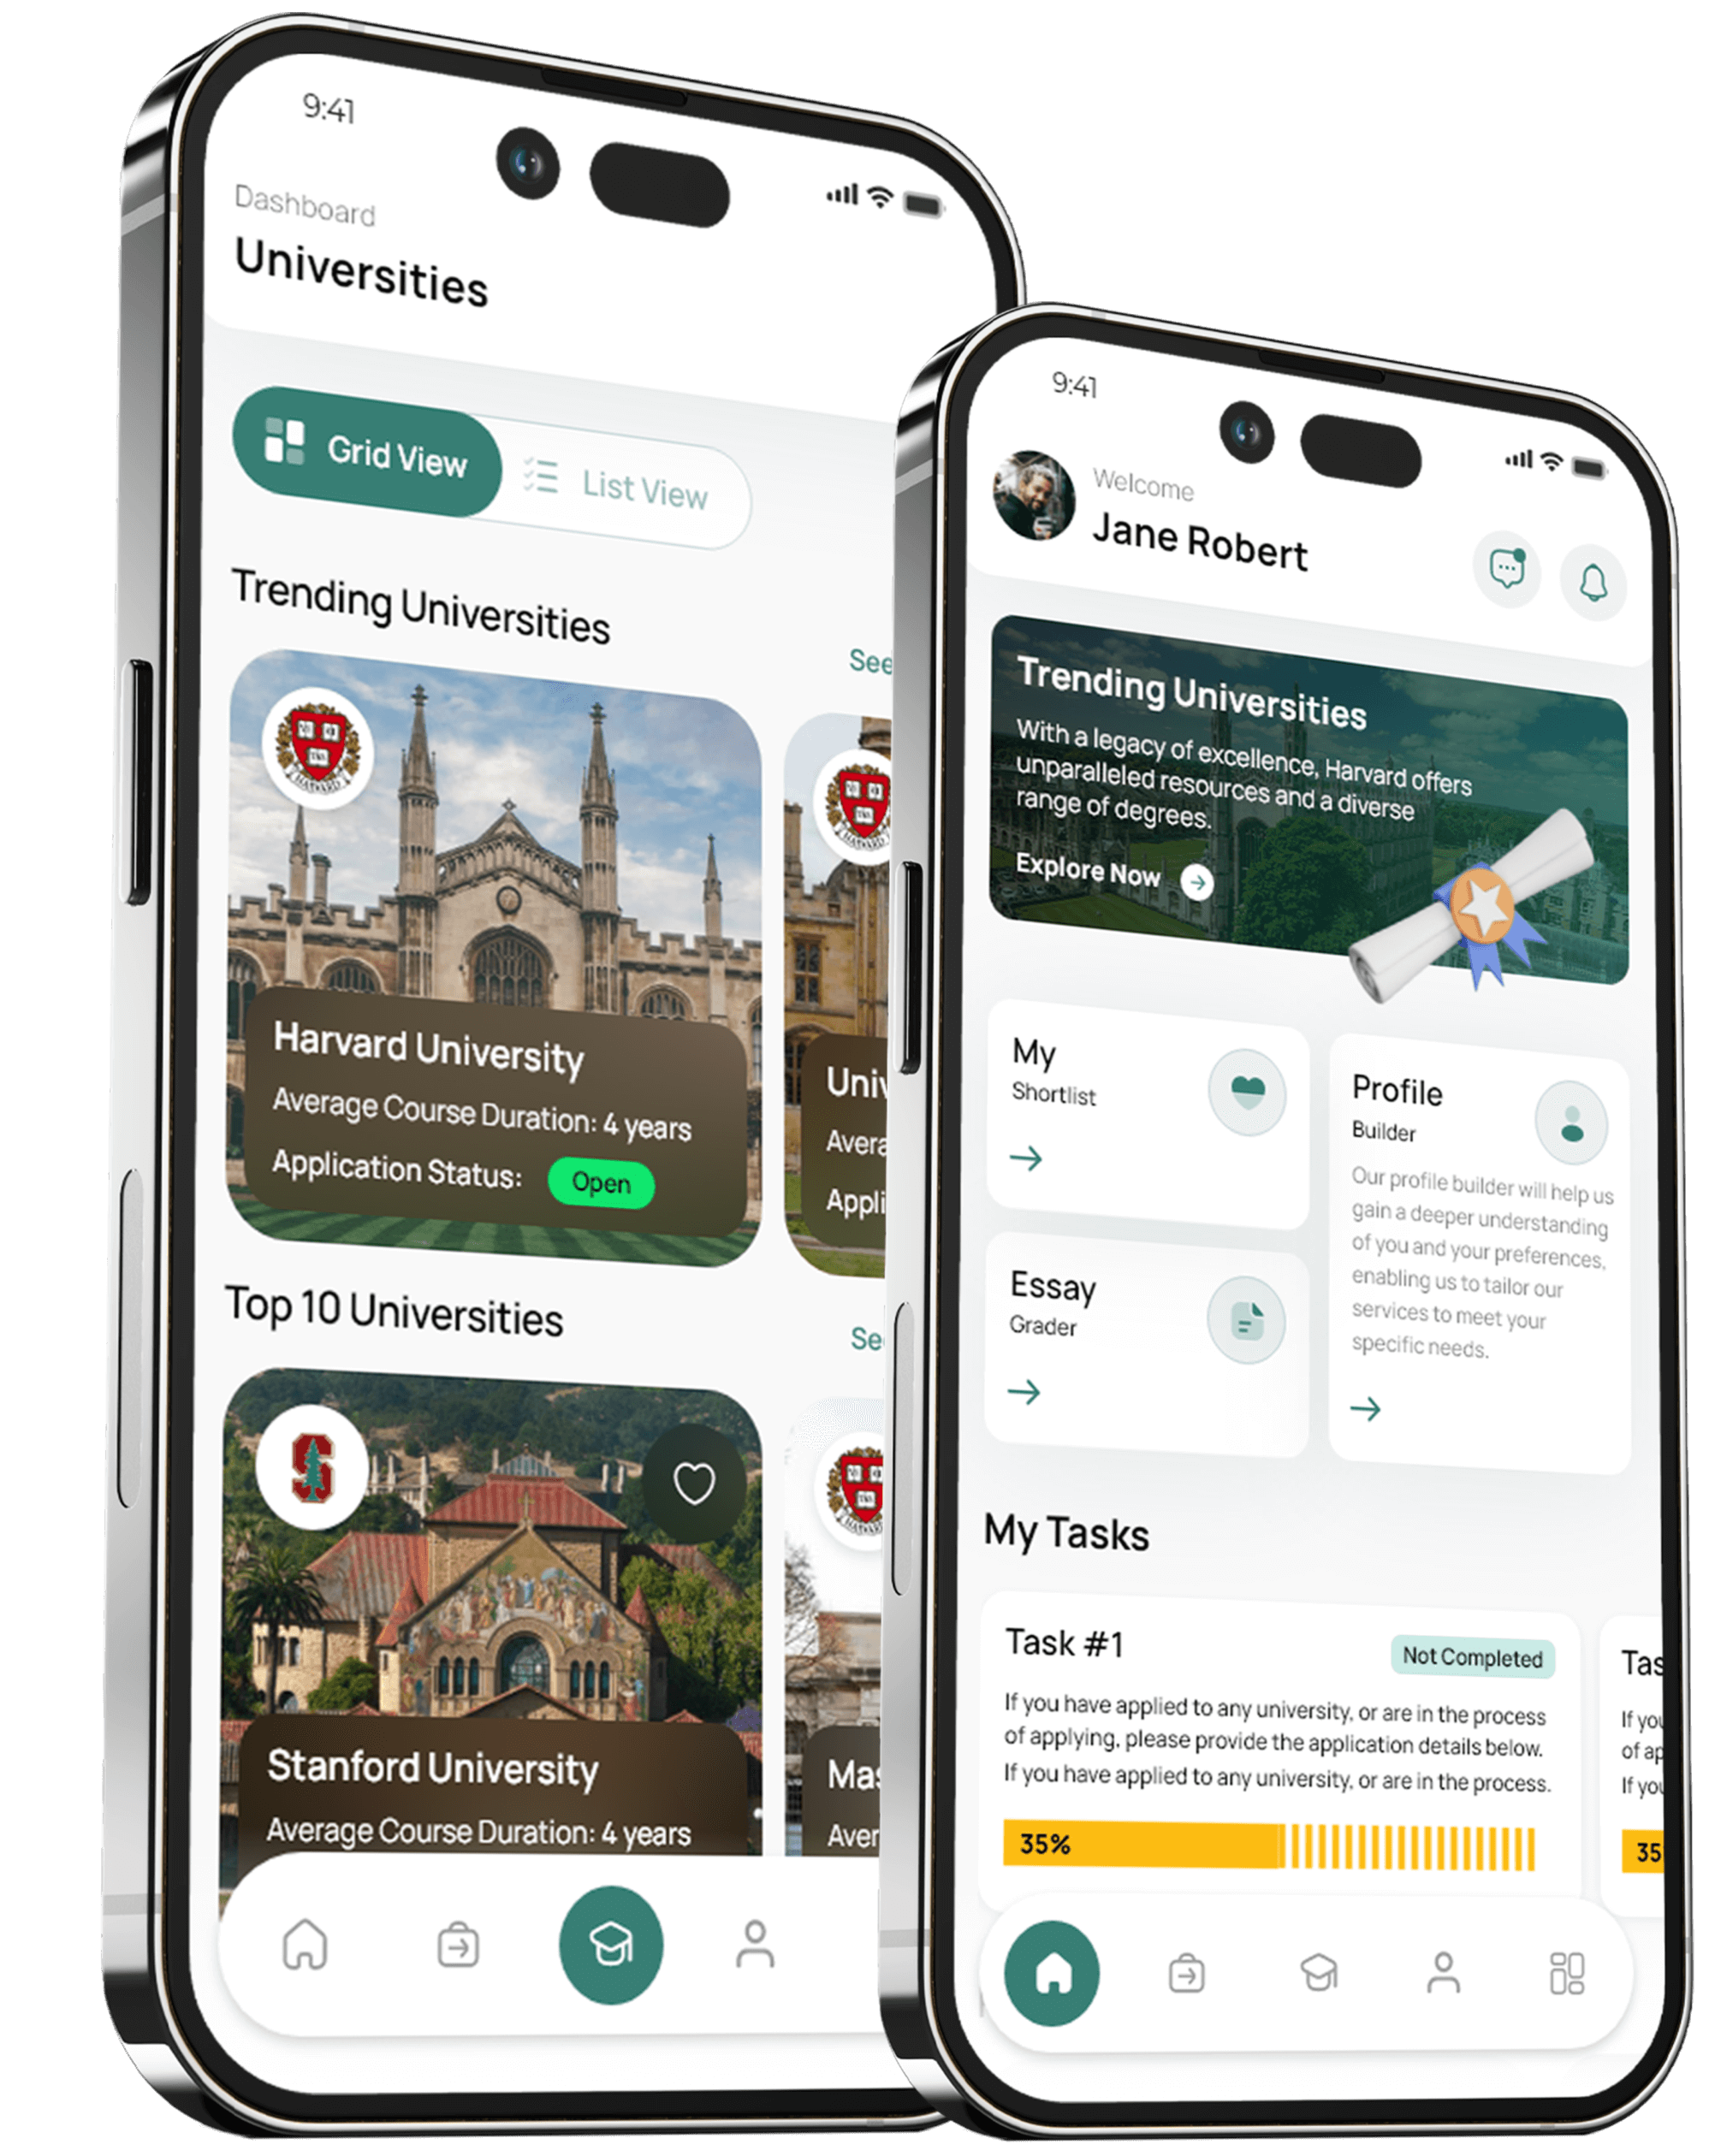 9:41
Dashboard
Universities
Grid View
List View
Trending Universities
See
Harvard University
Average Course Duration: 4 years
Application Status:
Open
Univ
Avera
Appli
Top 10 Universities
See
Stanford University
Average Course Duration: 4 years
Mas
Aver
9:41
Welcome
Jane Robert
Trending Universities
With a legacy of excellence, Harvard offers
unparalleled resources and a diverse
range of degrees.
Explore Now
My
Shortlist
Profile
Builder
Our profile builder will help us
gain a deeper understanding
of you and your preferences,
enabling us to tailor our
services to meet your
specific needs.
Essay
Grader
My Tasks
Task #1
Not Completed
If you have applied to any university, or are in the process
of applying, please provide the application details below.
If you have applied to any university, or are in the process.
35%
Tas
If you
of ap
If you
35